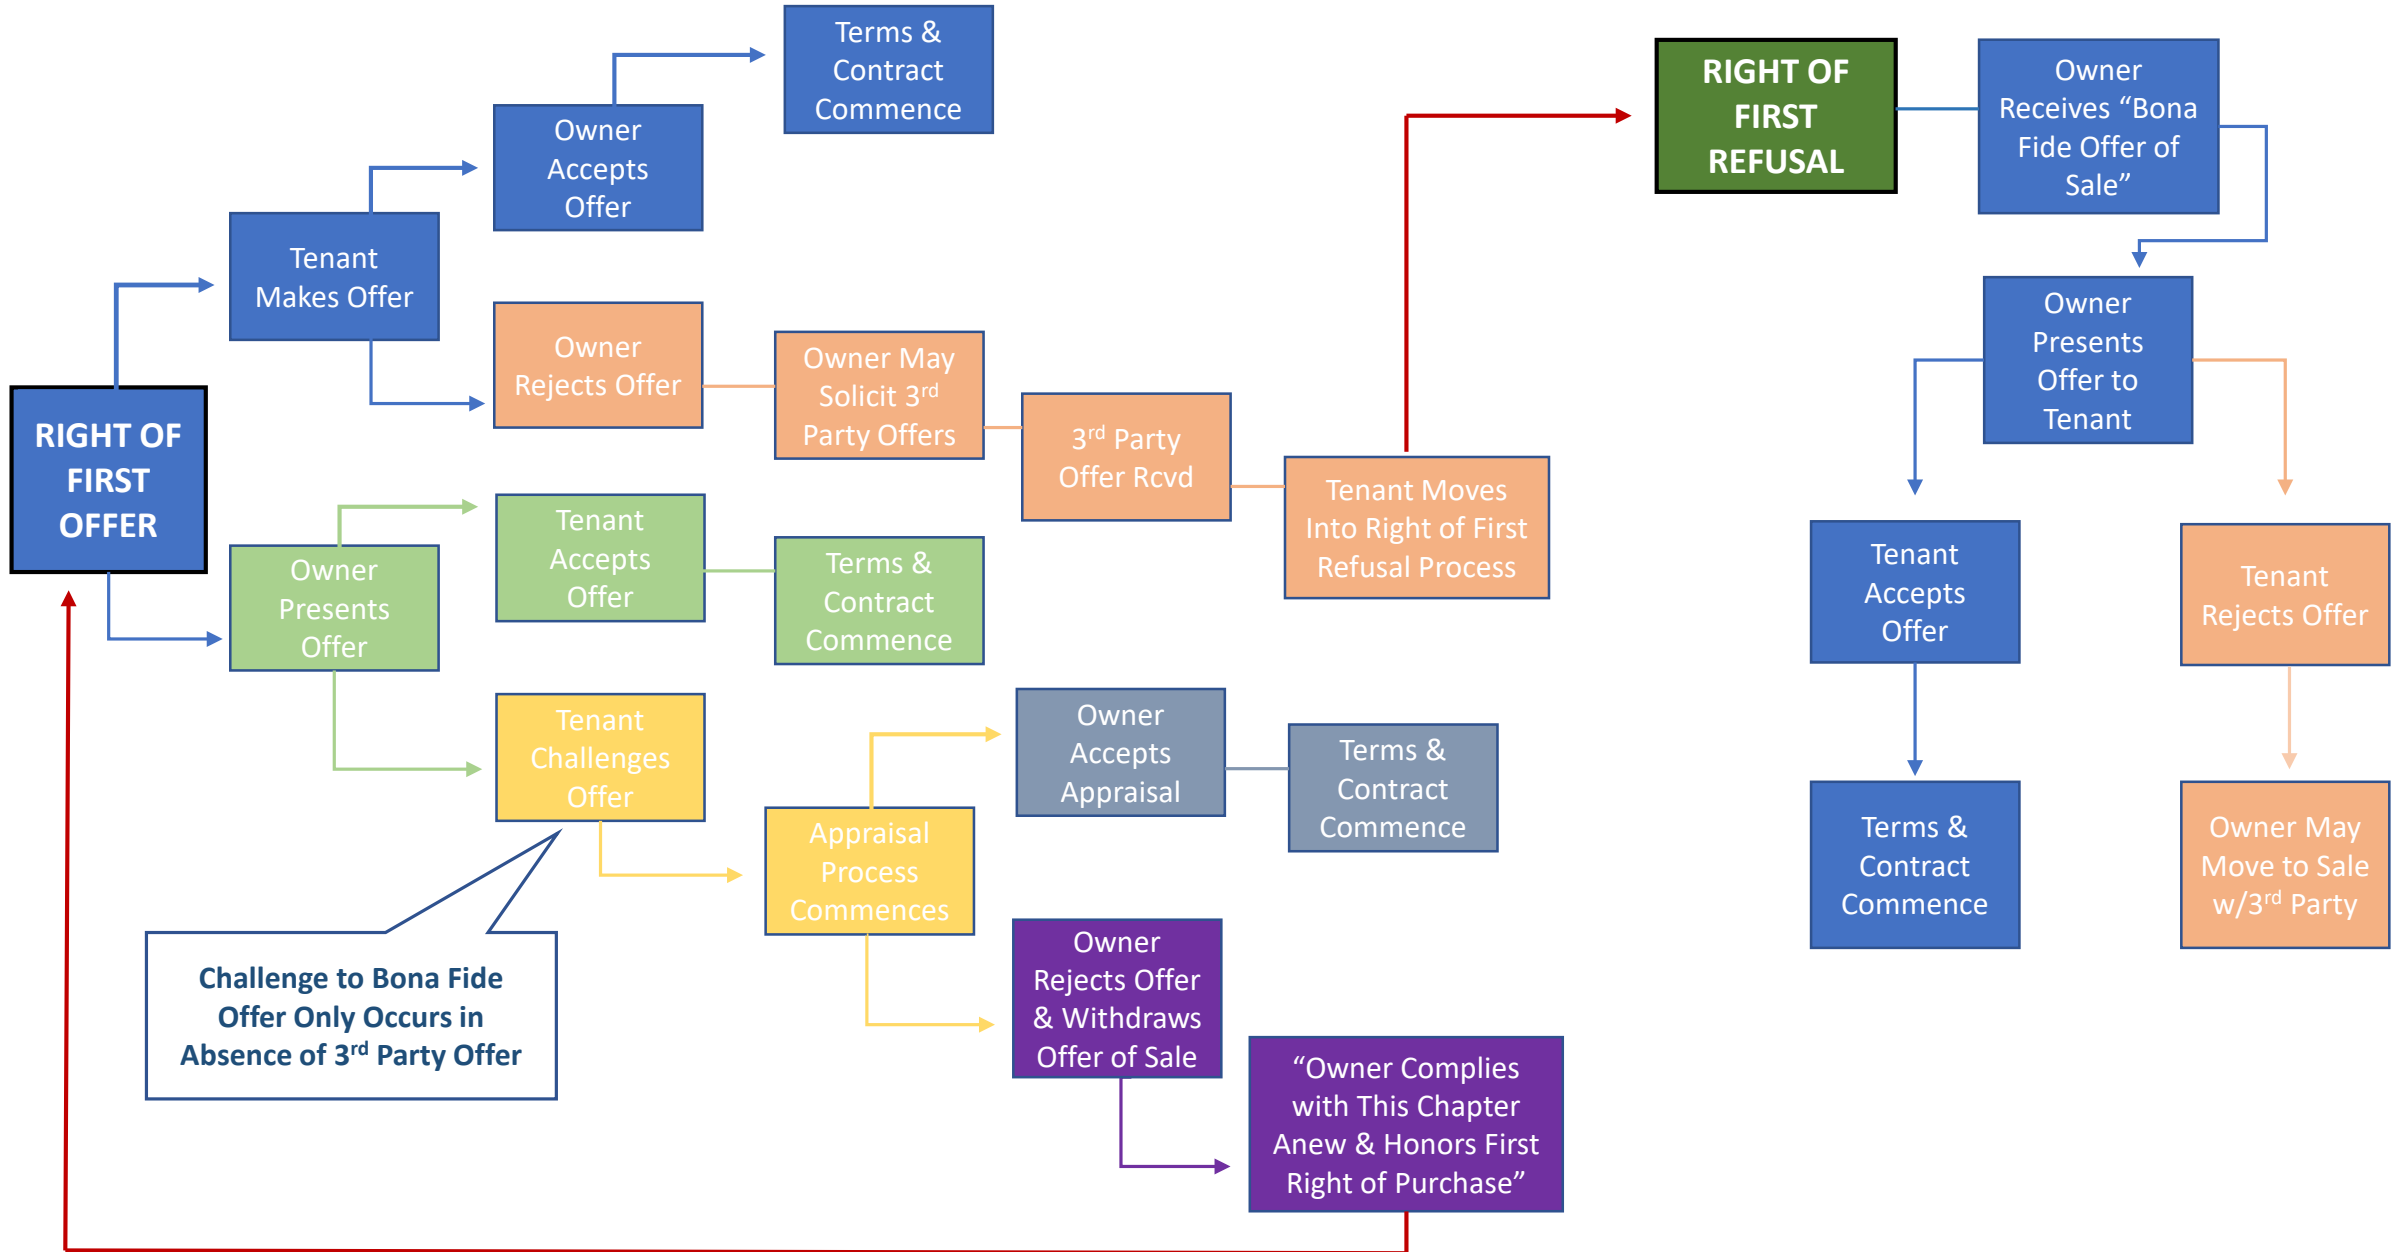 Terms &
Contract
Commence
Owner
Accepts
Offer
Tenant
Makes Offer
Owner
Rejects Offer
Owner May
Solicit 3rd
Party Offers
3rd Party
Offer Rcvd
Tenant Moves
Into Right of First
Refusal Process
RIGHT OF
FIRST
OFFER
Owner
Presents
Offer
Tenant
Accepts
Offer
Terms &
Contract
Commence
Tenant
Challenges
Offer
Appraisal
Process
Commences
Owner
Accepts
Appraisal
Terms &
Contract
Commence
Owner
Rejects Offer
& Withdraws
Offer of Sale
“Owner Complies
with This Chapter
Anew & Honors First
Right of Purchase”
Challenge to Bona Fide
Offer Only Occurs in
Absence of 3rd Party Offer
RIGHT OF
FIRST
REFUSAL
Owner
Receives “Bona
Fide Offer of
Sale”
Owner
Presents
Offer to
Tenant
Tenant
Accepts
Offer
Terms &
Contract
Commence
Tenant
Rejects Offer
Owner May
Move to Sale
w/3rd Party